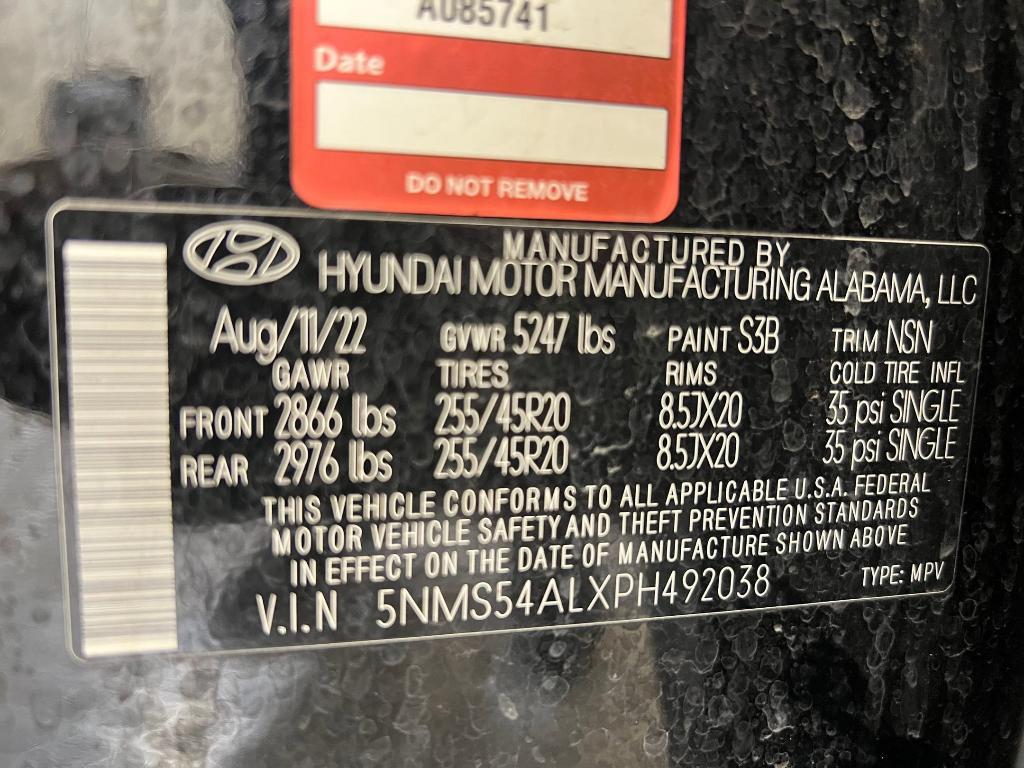 A085741
Date
DO NOT REMOVE
MANUFACTURED BY
HYUNDAI MOTOR MANUFACTURING ALABAMA, LLC
Aug/11/22 GVWR 5247 lbs PAINT S3B TRIM NSN
GAWR TIRES RIMS COLD TIRE INFL
FRONT 2866 lbs 255/45R20 8.5JX20 35 psi SINGLE
REAR 2976 lbs 255/45R20 8.5JX20 35 psi SINGLE
THIS VEHICLE CONFORMS TO ALL APPLICABLE U.S.A. FEDERAL
MOTOR VEHICLE SAFETY AND THEFT PREVENTION STANDARDS
IN EFFECT ON THE DATE OF MANUFACTURE SHOWN ABOVE
V.I.N 5NMS54ALXPH492038 TYPE: MPV